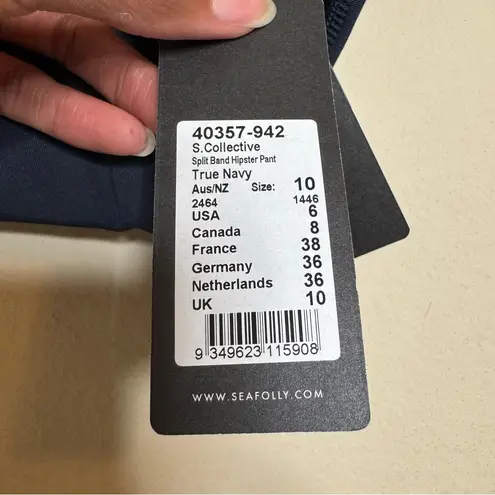 40357-942
S.Collective
Split Band Hipster Pant
True Navy
Aus/NZ Size: 10
2464 1446
USA 6
Canada 8
France 38
Germany 36
Netherlands 36
UK 10
9 349623 115908
WWW.SEAFOLLY.COM